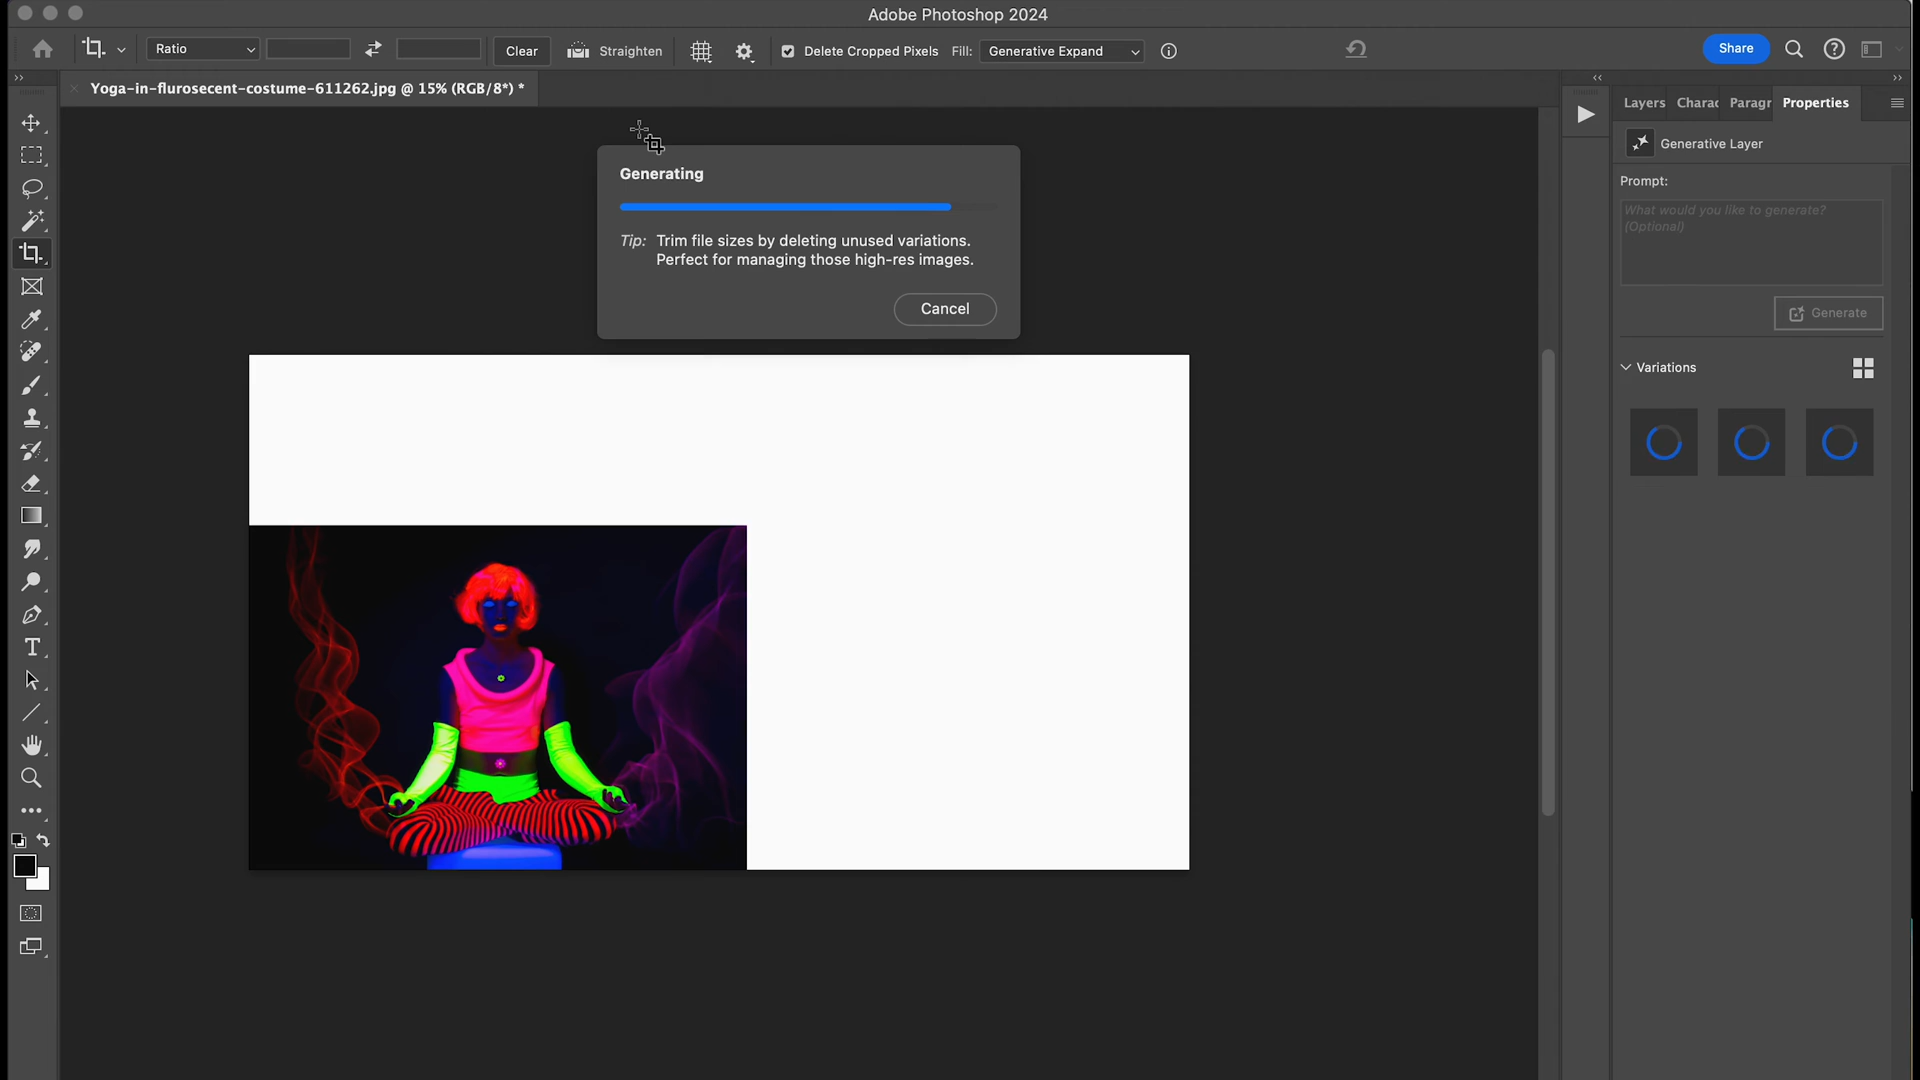 Adobe Photoshop 2024
Ratio
Clear
Straighten
Delete Cropped Pixels
Fill:
Generative Expand
Share
Yoga-in-flurosecent-costume-611262.jpg @ 15% (RGB/8*) *
Layers
Charac
Paragr
Properties
Generative Layer
Prompt:
What would you like to generate?
(Optional)
Generate
Variations
Generating
Tip: Trim file sizes by deleting unused variations.
Perfect for managing those high-res images.
Cancel